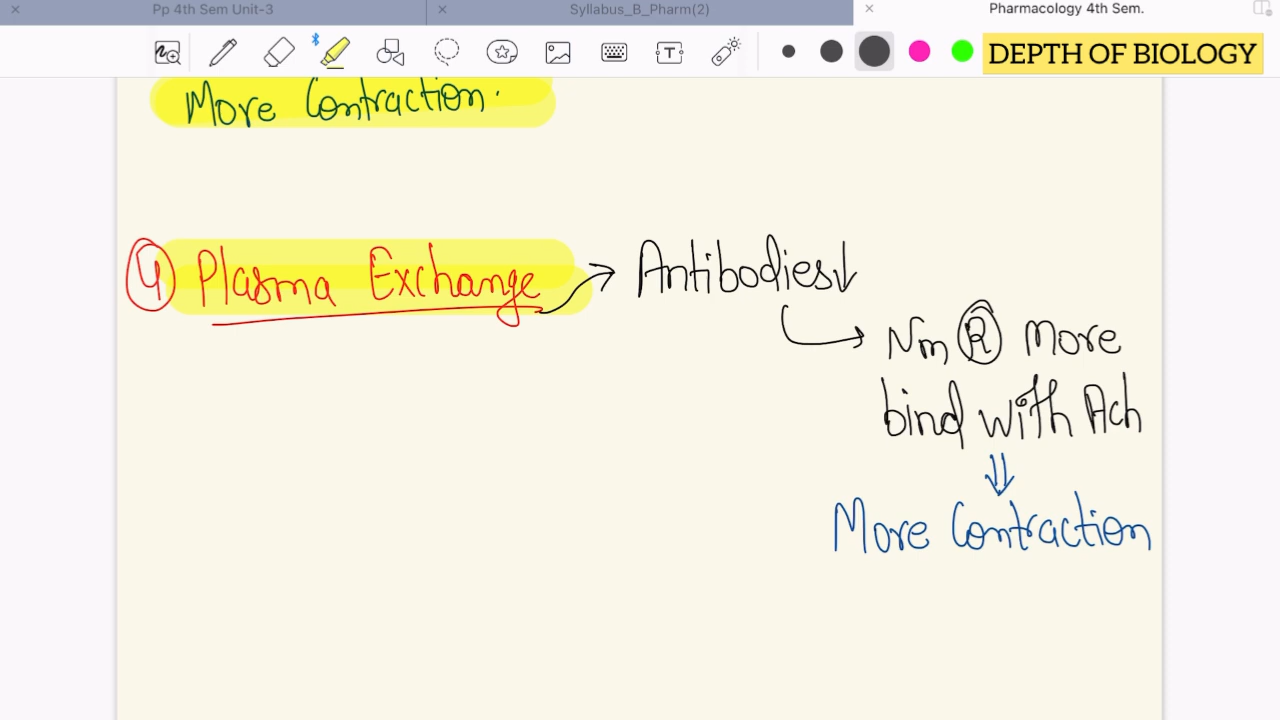 Pp 4th Sem Unit-3
Syllabus_B_Pharm(2)
Pharmacology 4th Sem.
DEPTH OF BIOLOGY
More Contraction.
④ Plasma Exchange → Antibodies↓
→ Nm Ⓡ More
bind with Ach
⇓
More Contraction